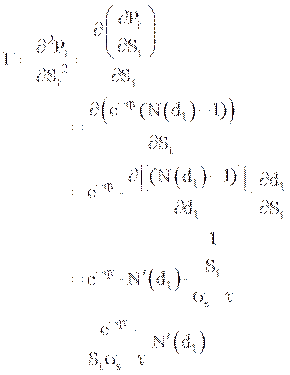 Γ = ∂²P_t / ∂S_t² = ∂(∂P_t / ∂S_t) / ∂S_t
= ∂(e^{-qτ} (N(d_1) - 1)) / ∂S_t
= e^{-qτ} · ∂[(N(d_1) - 1)] / ∂d_1 · ∂d_1 / ∂S_t
= e^{-qτ} · N′(d_1) · (1 / S_t) / (σ_s √τ)
e^{-qτ} / (S_t σ_s √τ) · N′(d_1)